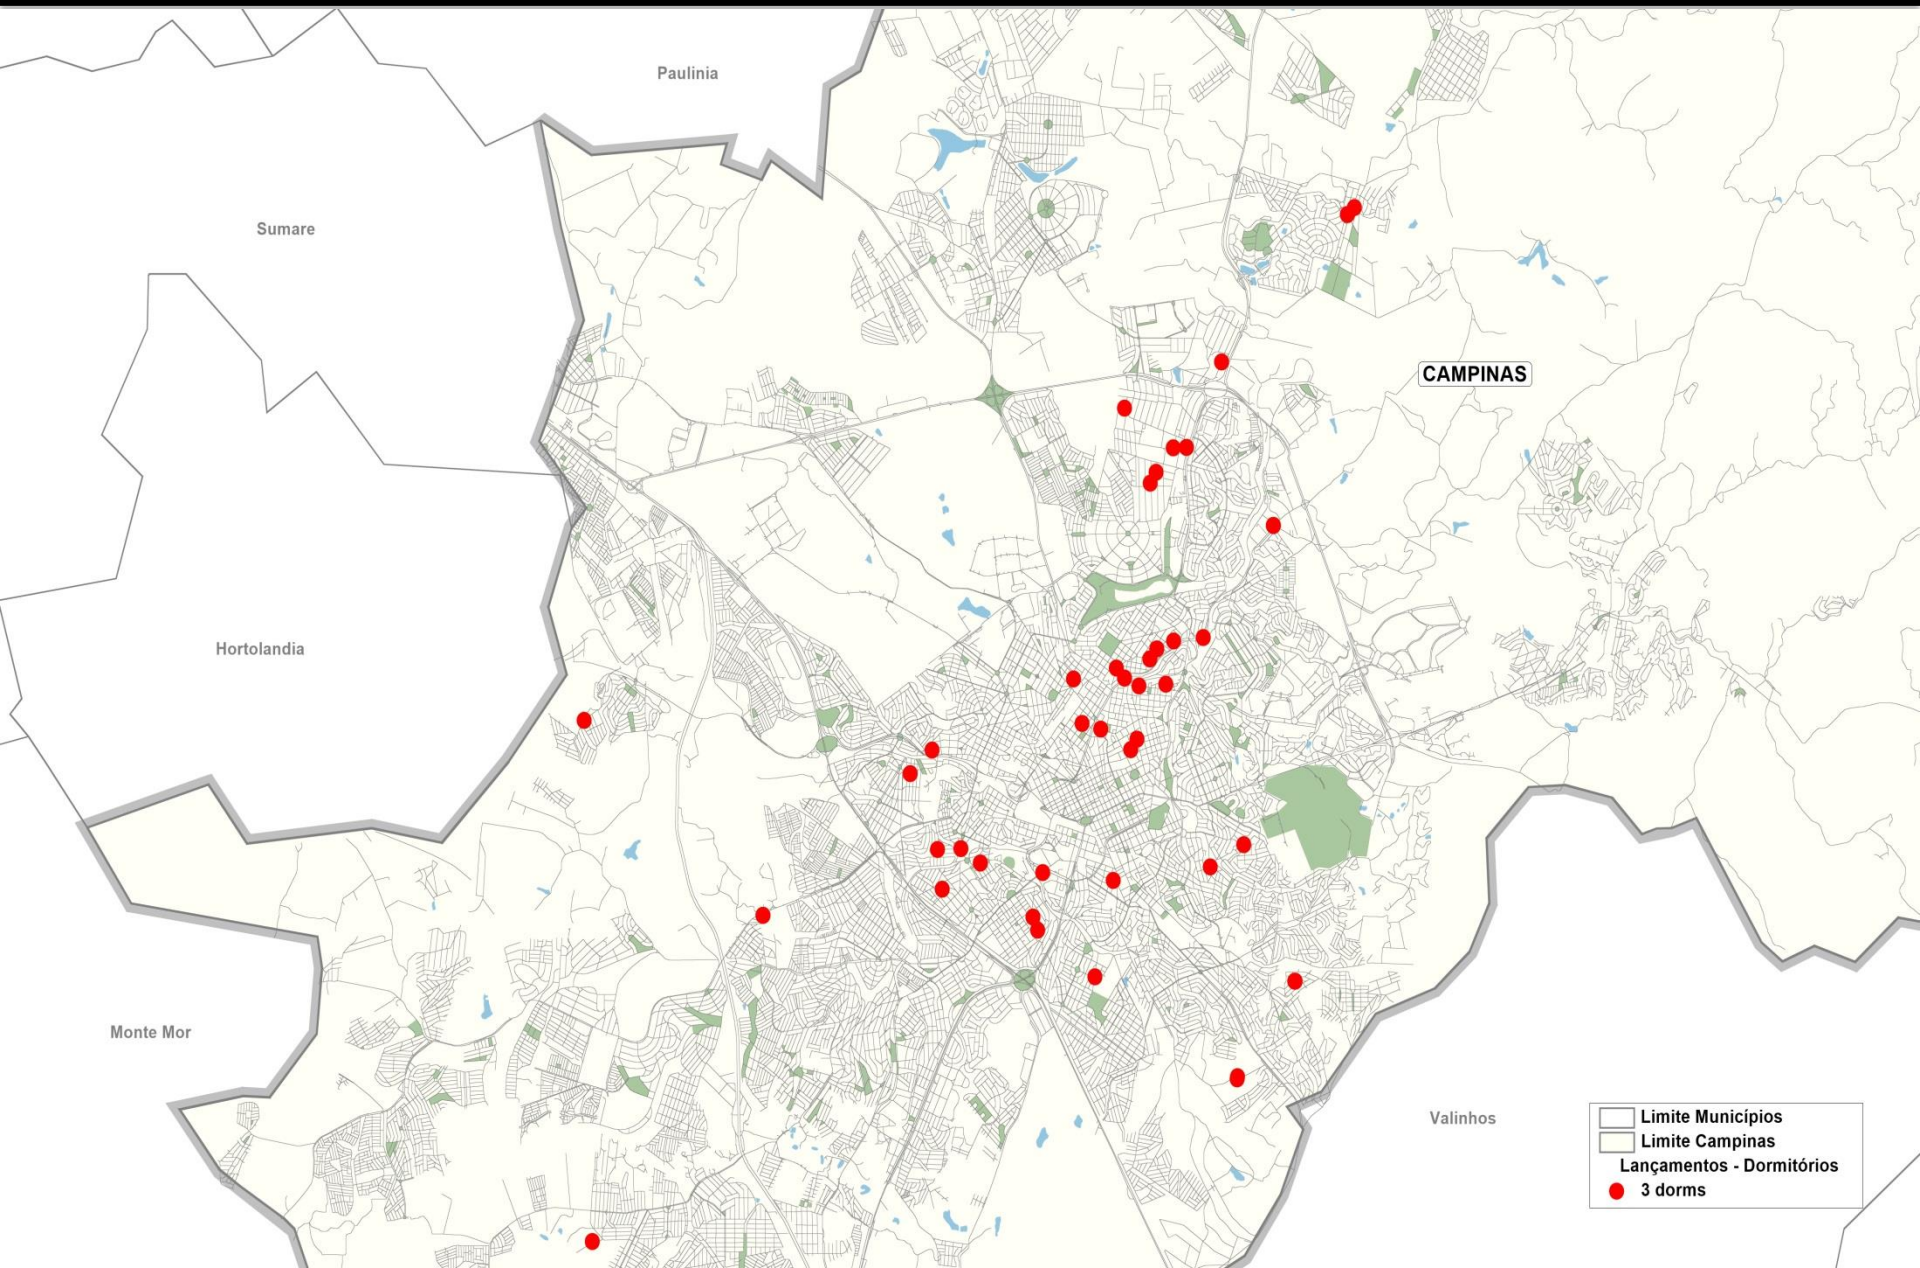 Paulinia
Sumare
CAMPINAS
Hortolandia
Monte Mor
Valinhos
Limite Municípios
Limite Campinas
Lançamentos - Dormitórios
3 dorms